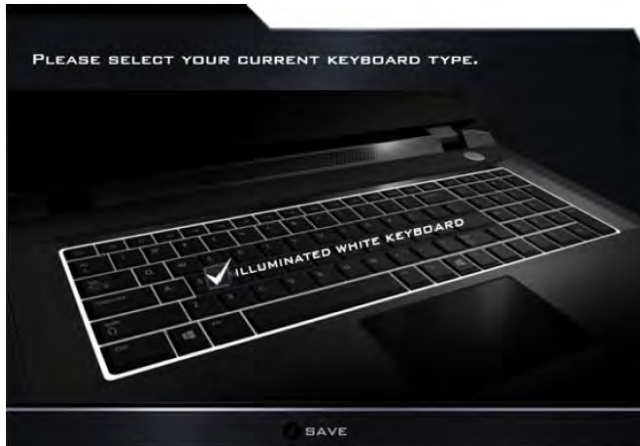 PLEASE SELECT YOUR CURRENT KEYBOARD TYPE.
ILLUMINATED WHITE KEYBOARD
SAVE